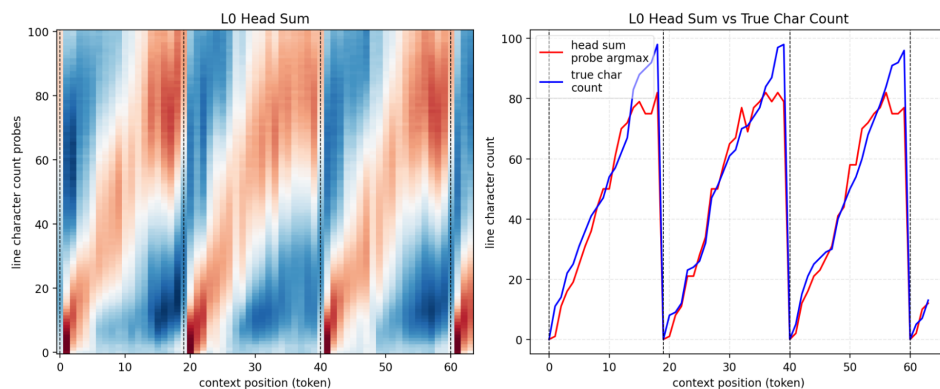 L0 Head Sum
100
80
60
40
20
0
line character count probes
0
10
20
30
40
50
60
context position (token)
L0 Head Sum vs True Char Count
head sum
probe argmax
true char
count
100
80
60
40
20
0
line character count
0
10
20
30
40
50
60
context position (token)